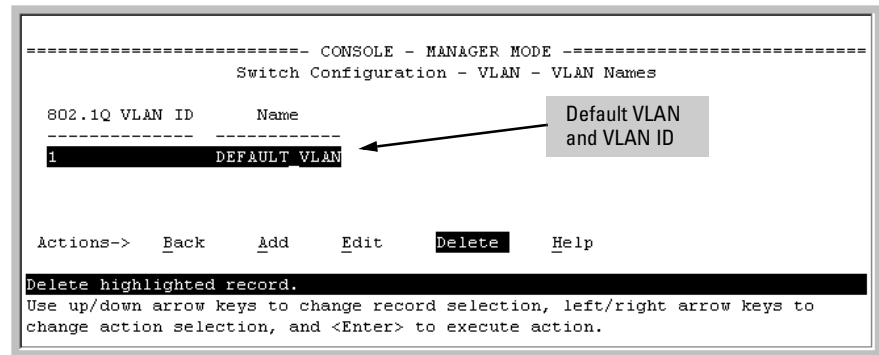 ===========================- CONSOLE - MANAGER MODE -============================
Switch Configuration - VLAN - VLAN Names
802.1Q VLAN ID Name
-------------- ------------
1 DEFAULT_VLAN
Default VLAN
and VLAN ID
Actions-> Back Add Edit Delete Help
Delete highlighted record.
Use up/down arrow keys to change record selection, left/right arrow keys to
change action selection, and <Enter> to execute action.